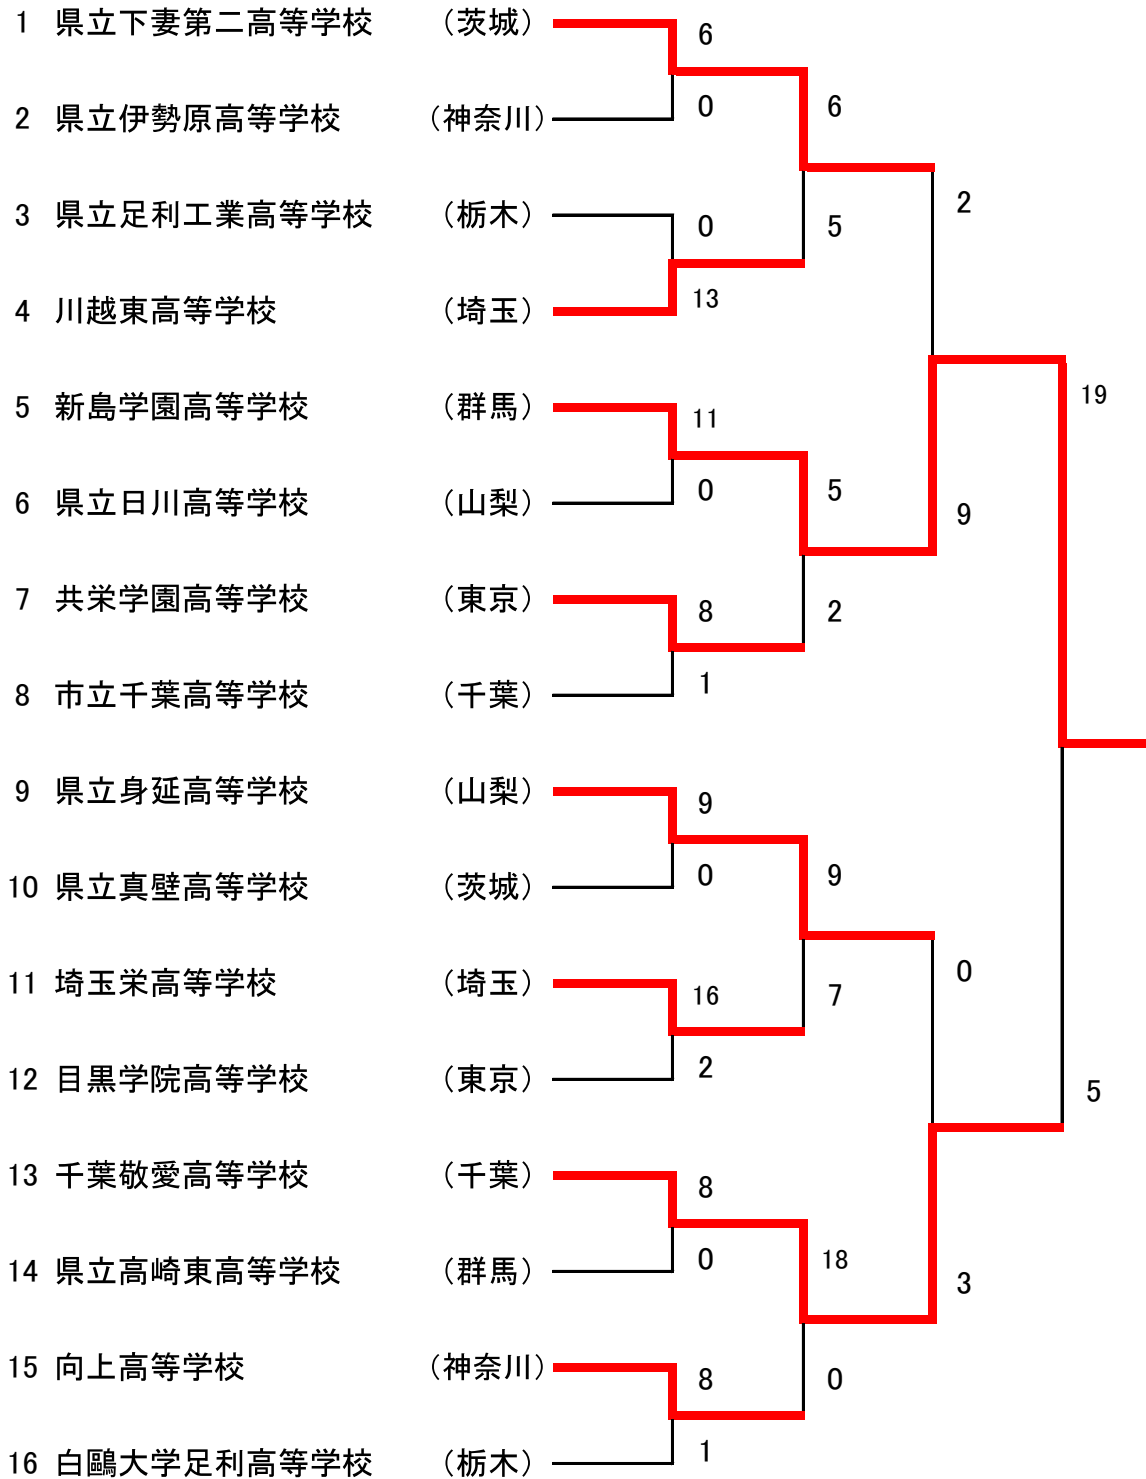 1 県立下妻第二高等学校 （茨城） 6
2 県立伊勢原高等学校 （神奈川） 0 6
3 県立足利工業高等学校 （栃木） 0 5 2
4 川越東高等学校 （埼玉） 13
5 新島学園高等学校 （群馬） 11 19
6 県立日川高等学校 （山梨） 0 5 9
7 共栄学園高等学校 （東京） 8 2
8 市立千葉高等学校 （千葉） 1
9 県立身延高等学校 （山梨） 9
10 県立真壁高等学校 （茨城） 0 9
11 埼玉栄高等学校 （埼玉） 16 7 0
12 目黒学院高等学校 （東京） 2 5
13 千葉敬愛高等学校 （千葉） 8
14 県立高崎東高等学校 （群馬） 0 18 3
15 向上高等学校 （神奈川） 8 0
16 白鷗大学足利高等学校 （栃木） 1